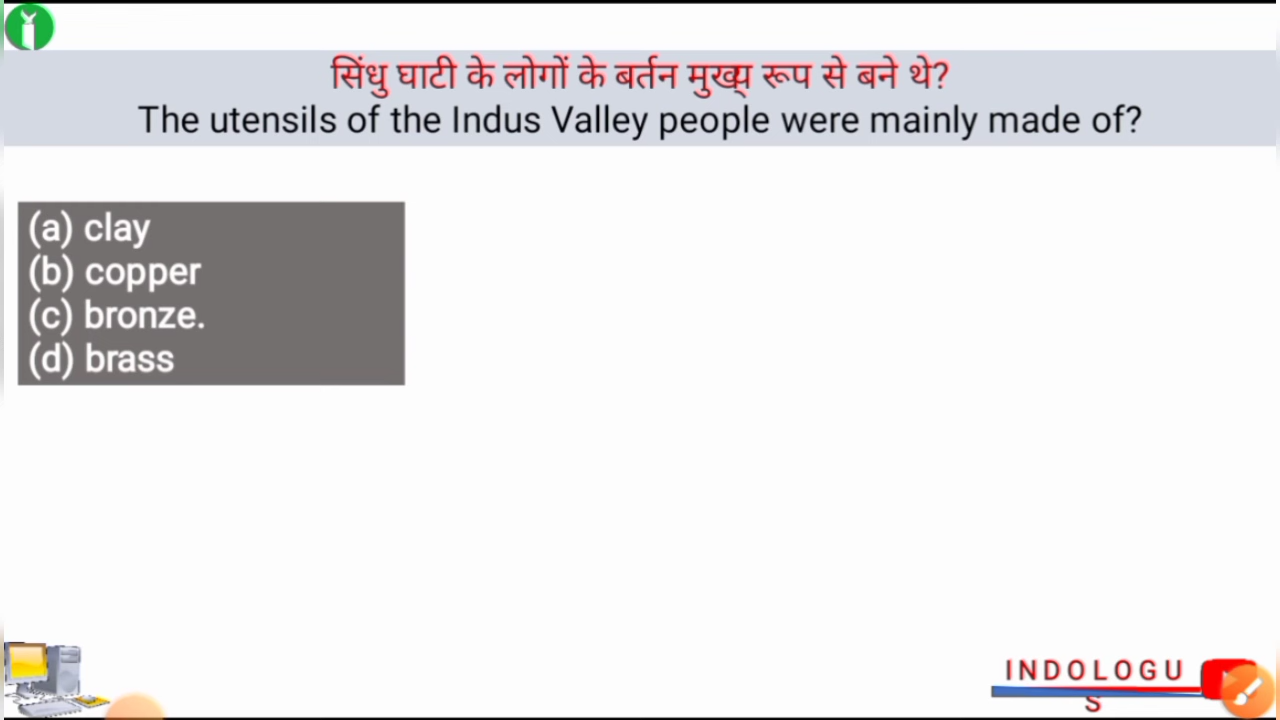 सिंधु घाटी के लोगों के बर्तन मुख्य रूप से बने थे?
The utensils of the Indus Valley people were mainly made of?
(a) clay
(b) copper
(c) bronze.
(d) brass
INDOLOGU
S